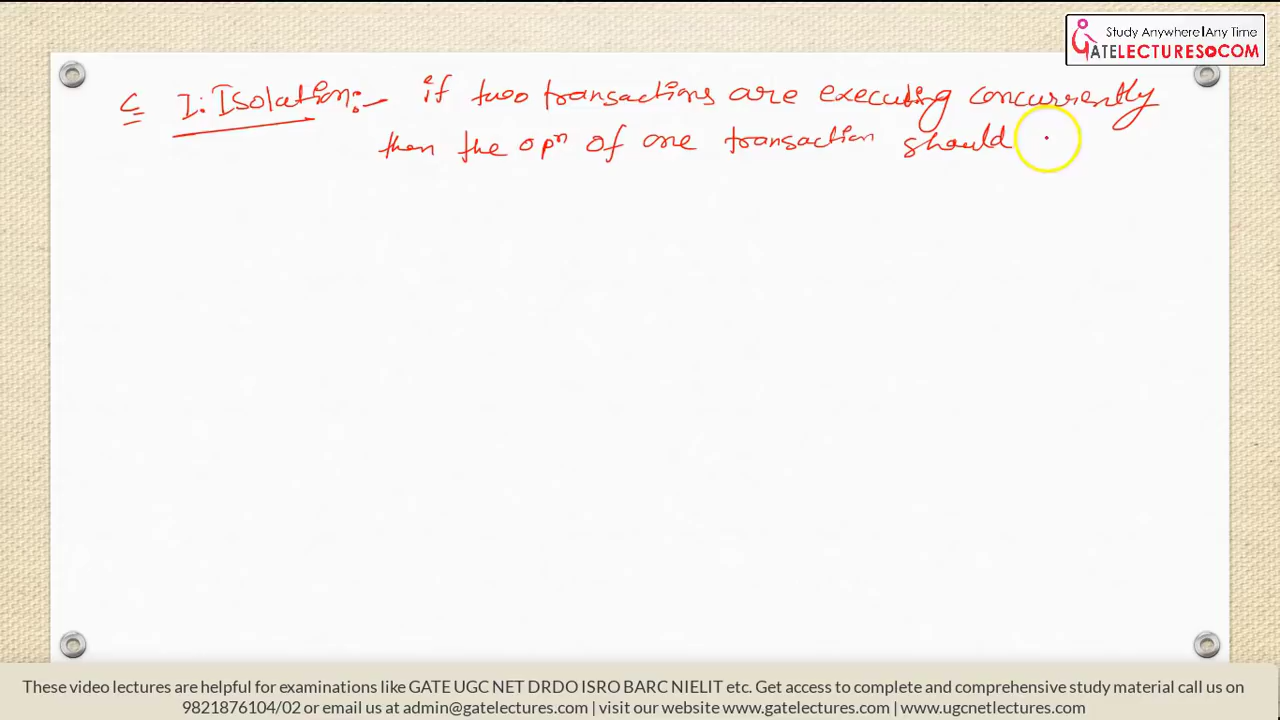 Study Anywhere|Any Time
GATELECTURES.COM
C I: Isolation:- if two transactions are executing concurrently
then the opn of one transaction should
These video lectures are helpful for examinations like GATE UGC NET DRDO ISRO BARC NIELIT etc. Get access to complete and comprehensive study material call us on
9821876104/02 or email us at admin@gatelectures.com | visit our website www.gatelectures.com | www.ugcnetlectures.com